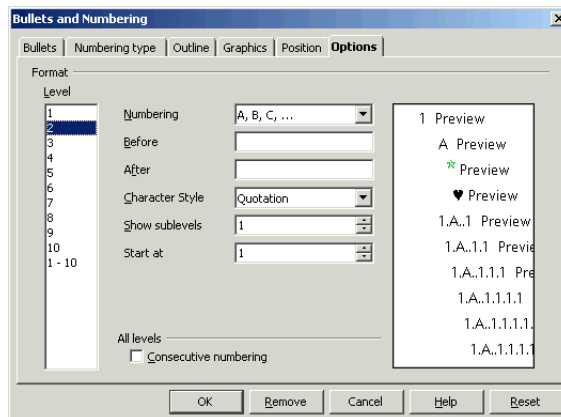 Bullets and Numbering
Bullets Numbering type Outline Graphics Position Options
Format
Level
1
2
3
4
5
6
7
8
9
10
1 - 10
Numbering A, B, C, ...
Before
After
Character Style Quotation
Show sublevels 1
Start at 1
All levels
Consecutive numbering
1 Preview
A Preview
* Preview
♥ Preview
1.A..1 Preview
1.A..1.1 Previe
1.A..1.1.1 Pre
1.A..1.1.1.1
1.A..1.1.1.1.
1.A..1.1.1.1
OK Remove Cancel Help Reset